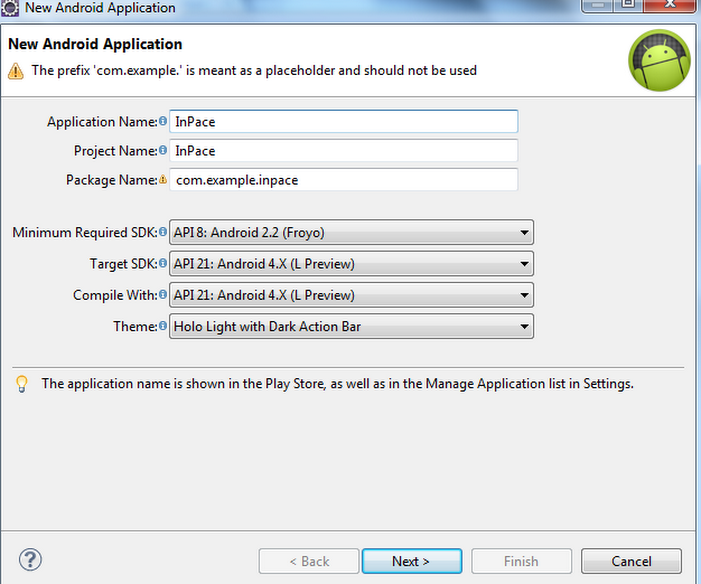 New Android Application
New Android Application
The prefix 'com.example.' is meant as a placeholder and should not be used
Application Name: InPace
Project Name: InPace
Package Name: com.example.inpace
Minimum Required SDK: API 8: Android 2.2 (Froyo)
Target SDK: API 21: Android 4.X (L Preview)
Compile With: API 21: Android 4.X (L Preview)
Theme: Holo Light with Dark Action Bar
The application name is shown in the Play Store, as well as in the Manage Application list in Settings.
? < Back Next > Finish Cancel